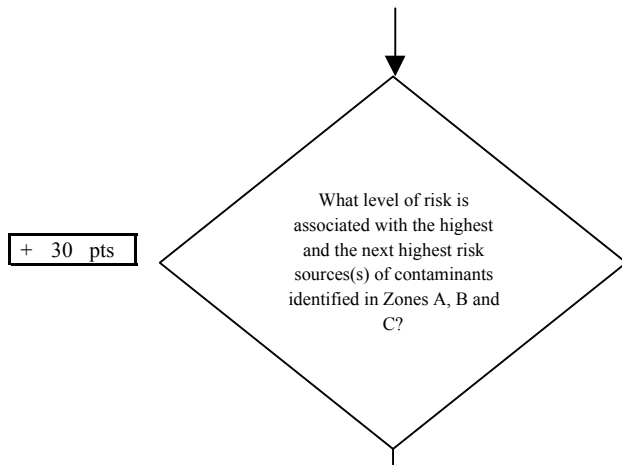 What level of risk is
associated with the highest
and the next highest risk
sources(s) of contaminants
identified in Zones A, B and
C?
+ 30 pts